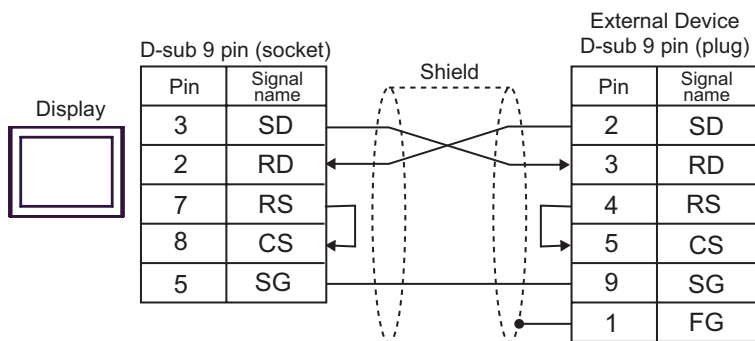 External Device
D-sub 9 pin (socket)
D-sub 9 pin (plug)
Shield
Display
Pin Signal name
3 SD
2 RD
7 RS
8 CS
5 SG
Pin Signal name
2 SD
3 RD
4 RS
5 CS
9 SG
1 FG